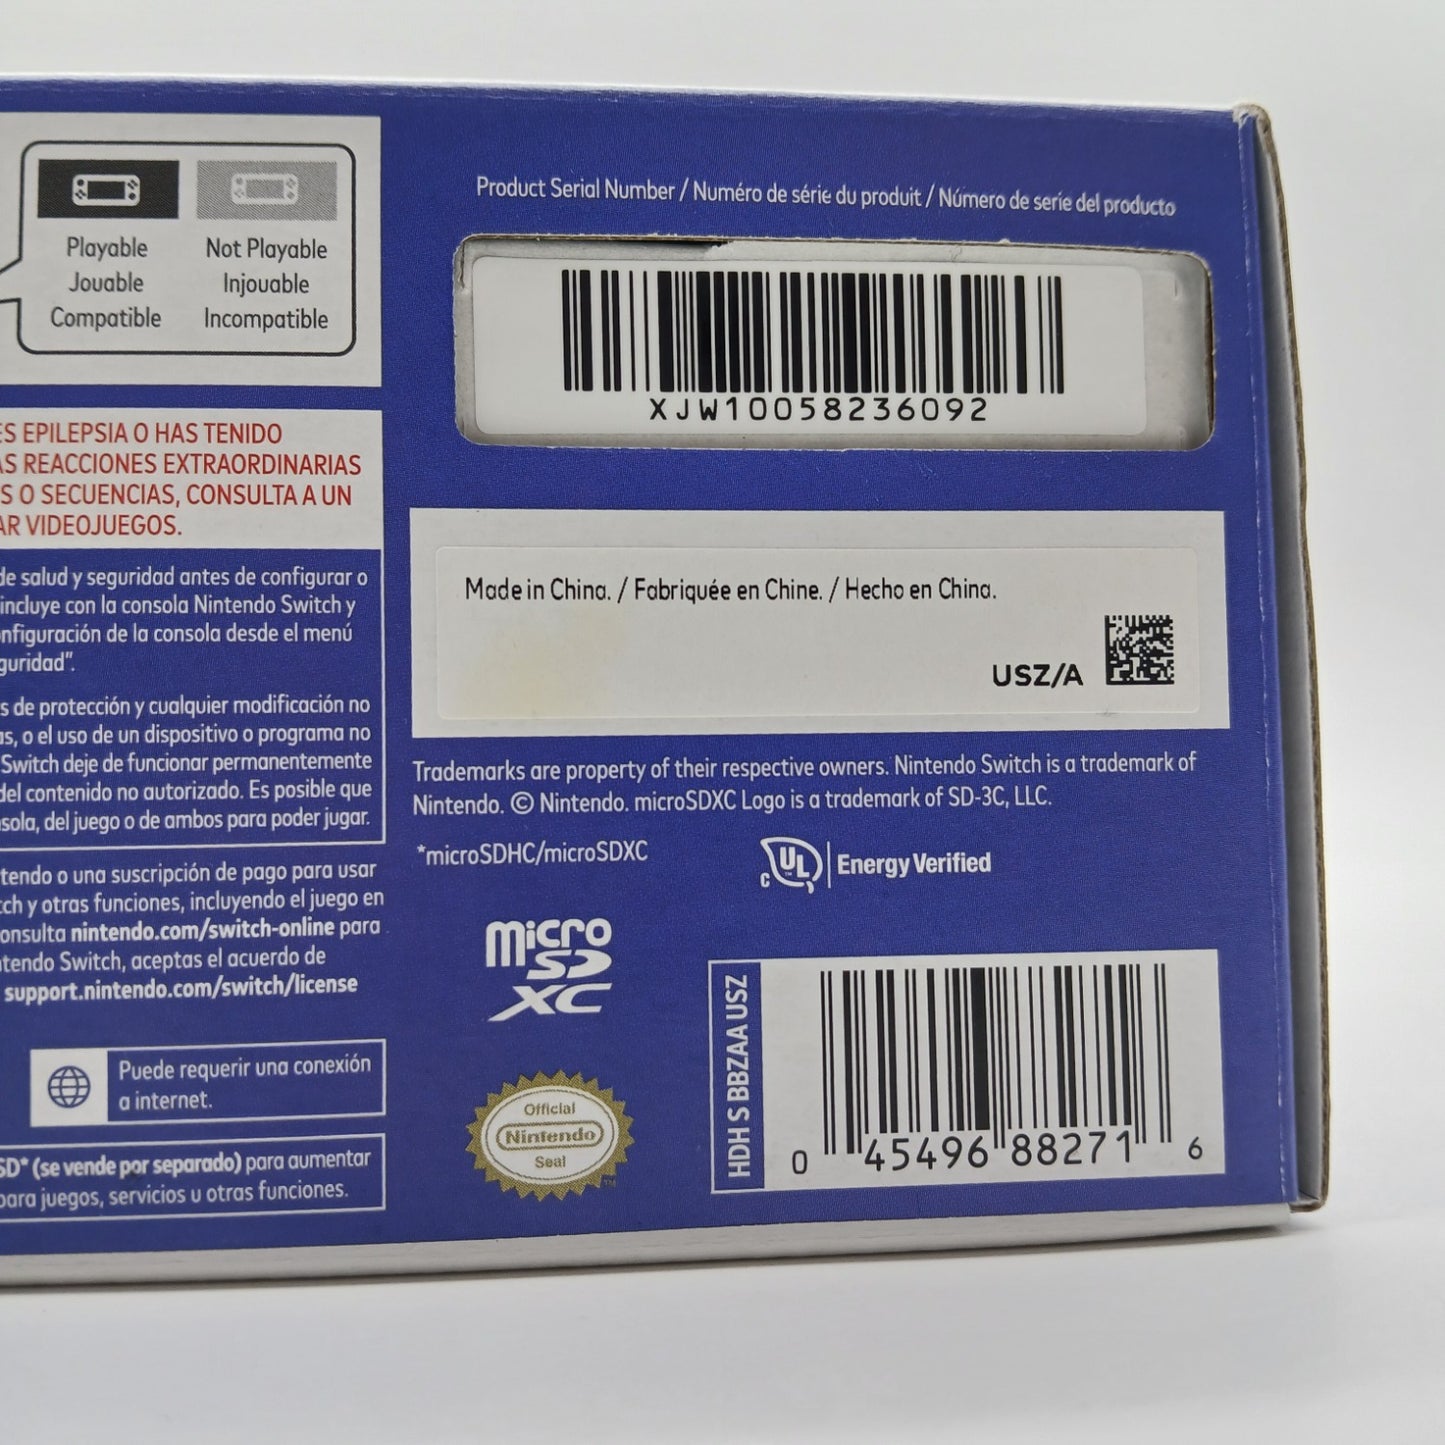 Playable
Jouable
Compatible
Not Playable
Injouable
Incompatible
ES EPILEPSIA O HAS TENIDO
AS REACCIONES EXTRAORDINARIAS
S O SECUENCIAS, CONSULTA A UN
AR VIDEOJUEGOS.
de salud y seguridad antes de configurar o
incluye con la consola Nintendo Switch y
nfiguración de la consola desde el menú
guridad".
s de protección y cualquier modificación no
as, o el uso de un dispositivo o programa no
Switch deje de funcionar permanentemente
del contenido no autorizado. Es posible que
nsola, del juego o de ambos para poder jugar.
tendo o una suscripción de pago para usar
tch y otras funciones, incluyendo el juego en
onsulta nintendo.com/switch-online para
ntendo Switch, aceptas el acuerdo de
support.nintendo.com/switch/license
Puede requerir una conexión
a internet.
SD* (se vende por separado) para aumentar
para juegos, servicios u otras funciones.
Product Serial Number / Numéro de série du produit / Número de serie del producto
XJW10058236092
Made in China. / Fabriquée en Chine. / Hecho en China.
USZ/A
Trademarks are property of their respective owners. Nintendo Switch is a trademark of
Nintendo. © Nintendo. microSDXC Logo is a trademark of SD-3C, LLC.
*microSDHC/microSDXC
C UL ™ Energy Verified
micro
SD
XC
Official
Nintendo
Seal
™
HDH S BBZAA USZ
0 45496 88271 6